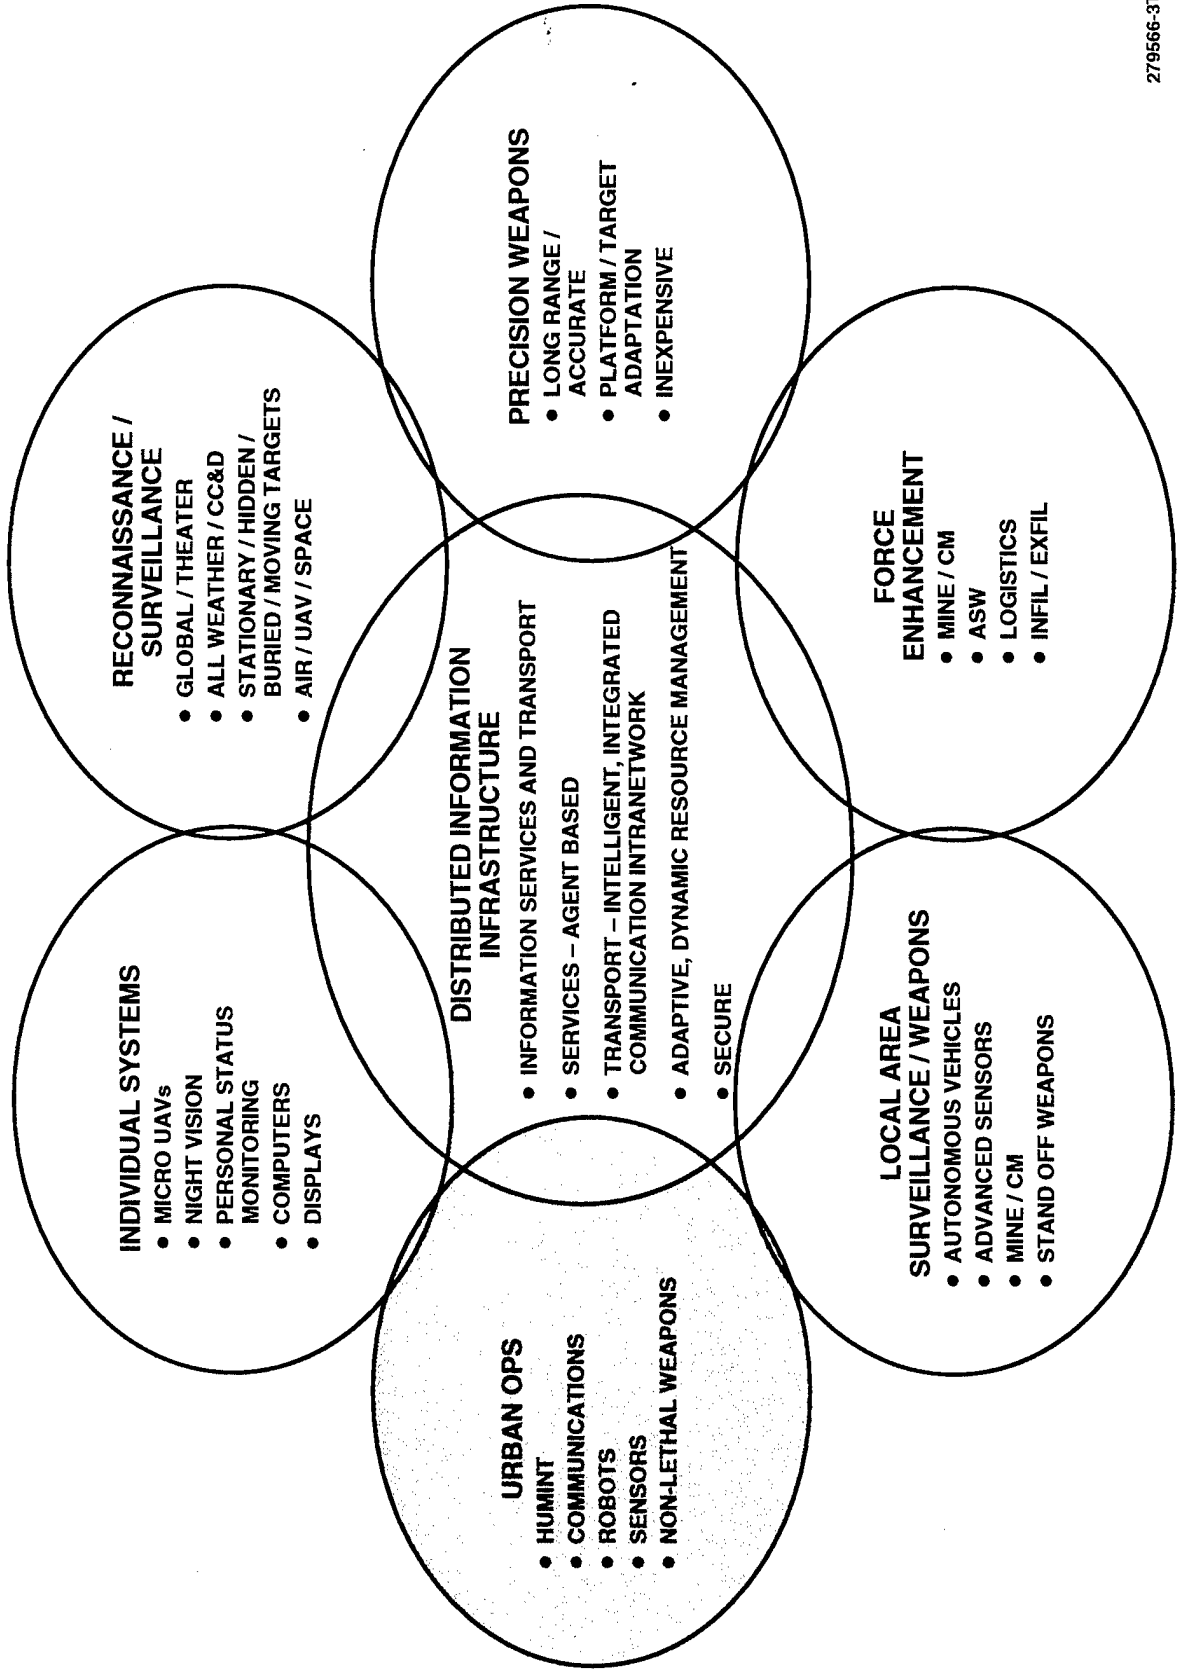 INDIVIDUAL SYSTEMS
● MICRO UAVs
● NIGHT VISION
● PERSONAL STATUS
MONITORING
● COMPUTERS
● DISPLAYS
RECONNAISSANCE /
SURVEILLANCE
● GLOBAL / THEATER
● ALL WEATHER / CC&D
● STATIONARY / HIDDEN /
BURIED / MOVING TARGETS
● AIR / UAV / SPACE
URBAN OPS
● HUMINT
● COMMUNICATIONS
● ROBOTS
● SENSORS
● NON-LETHAL WEAPONS
DISTRIBUTED INFORMATION
INFRASTRUCTURE
● INFORMATION SERVICES AND TRANSPORT
● SERVICES – AGENT BASED
● TRANSPORT – INTELLIGENT, INTEGRATED
COMMUNICATION INTRANETWORK
● ADAPTIVE, DYNAMIC RESOURCE MANAGEMENT
● SECURE
PRECISION WEAPONS
● LONG RANGE /
ACCURATE
● PLATFORM / TARGET
ADAPTATION
● INEXPENSIVE
LOCAL AREA
SURVEILLANCE / WEAPONS
● AUTONOMOUS VEHICLES
● ADVANCED SENSORS
● MINE / CM
● STAND OFF WEAPONS
FORCE
ENHANCEMENT
● MINE / CM
● ASW
● LOGISTICS
● INFIL / EXFIL